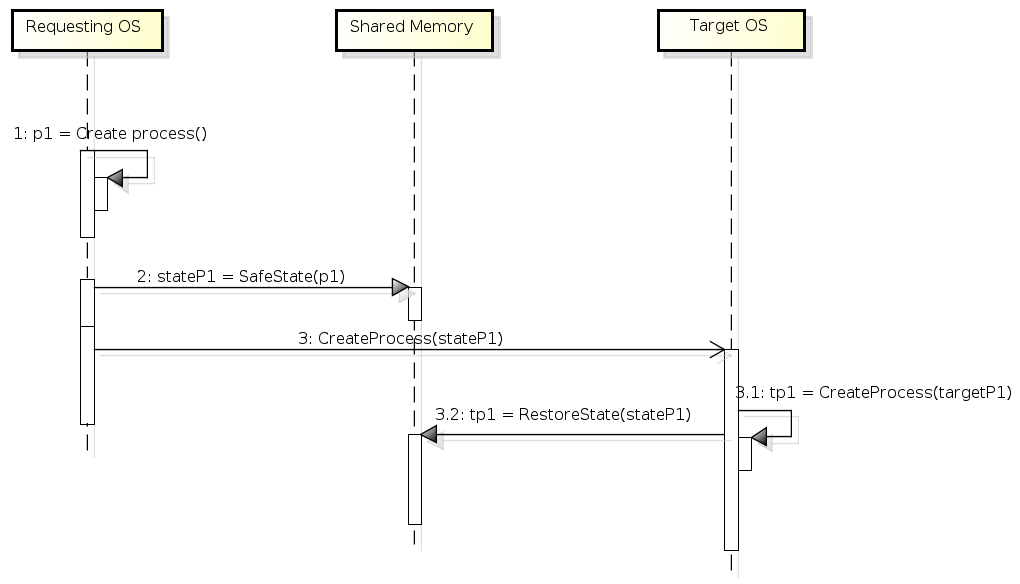 Requesting OS
Shared Memory
Target OS
1: p1 = Create process()
2: stateP1 = SafeState(p1)
3: CreateProcess(stateP1)
3.1: tp1 = CreateProcess(targetP1)
3.2: tp1 = RestoreState(stateP1)